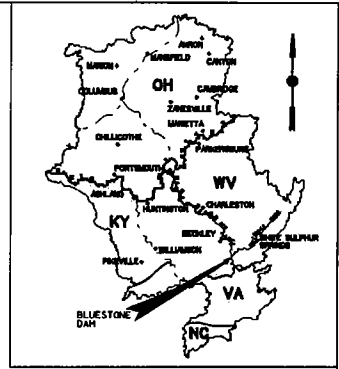 AKRON
MANSFIELD
CANTON
MARION
OH
CAMBRIDGE
COLUMBUS
ZANESVILLE
MARIETTA
CHILLICOTHE
PARKERSBURG
PORTSMOUTH
WV
ASHLAND
HUNTINGTON
CHARLESTON
KY
BECKLEY
WHITE SULPHUR
SPRINGS
WILLIAMSON
PIKEVILLE
VA
BLUESTONE
DAM
NC